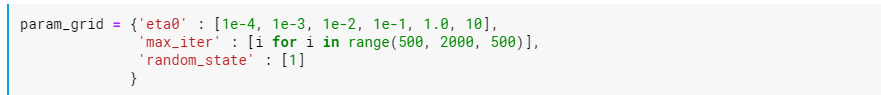 param_grid = {'eta0' : [1e-4, 1e-3, 1e-2, 1e-1, 1.0, 10],
'max_iter' : [i for i in range(500, 2000, 500)],
'random_state' : [1]
}